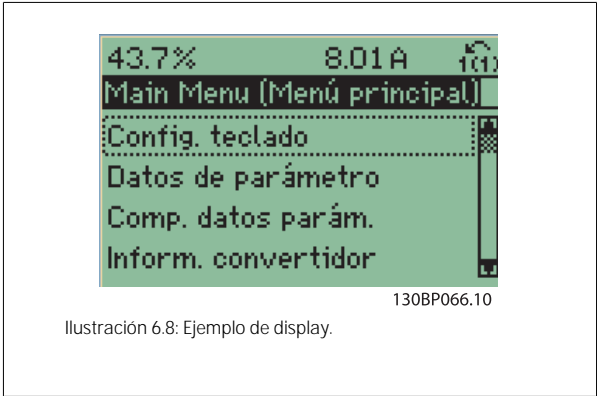 43.7% 8.01 A 1(1)
Main Menu (Menú principal)
Config. teclado
Datos de parámetro
Comp. datos parám.
Inform. convertidor
130BP066.10
Ilustración 6.8: Ejemplo de display.